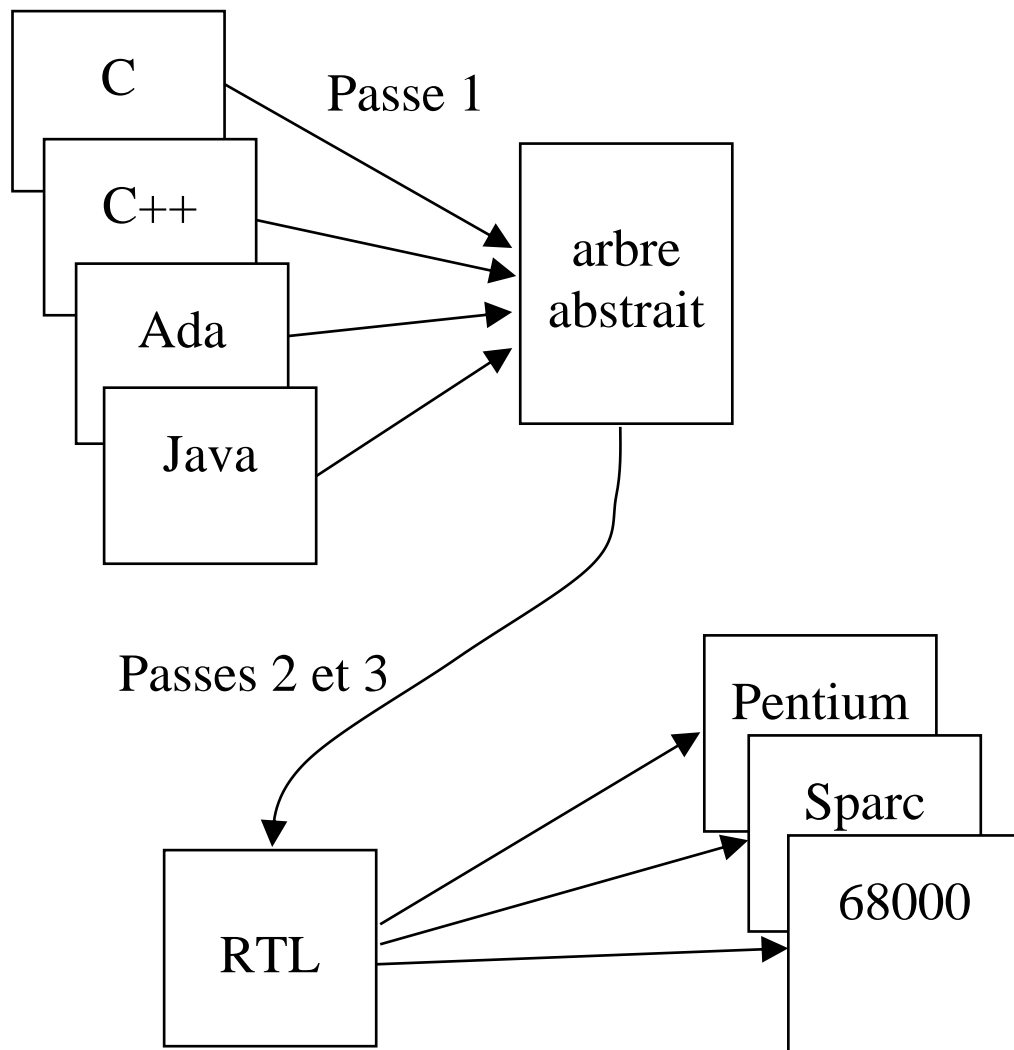 C
Passe 1
C++
arbre
abstrait
Ada
Java
Passes 2 et 3
Pentium
Sparc
68000
RTL